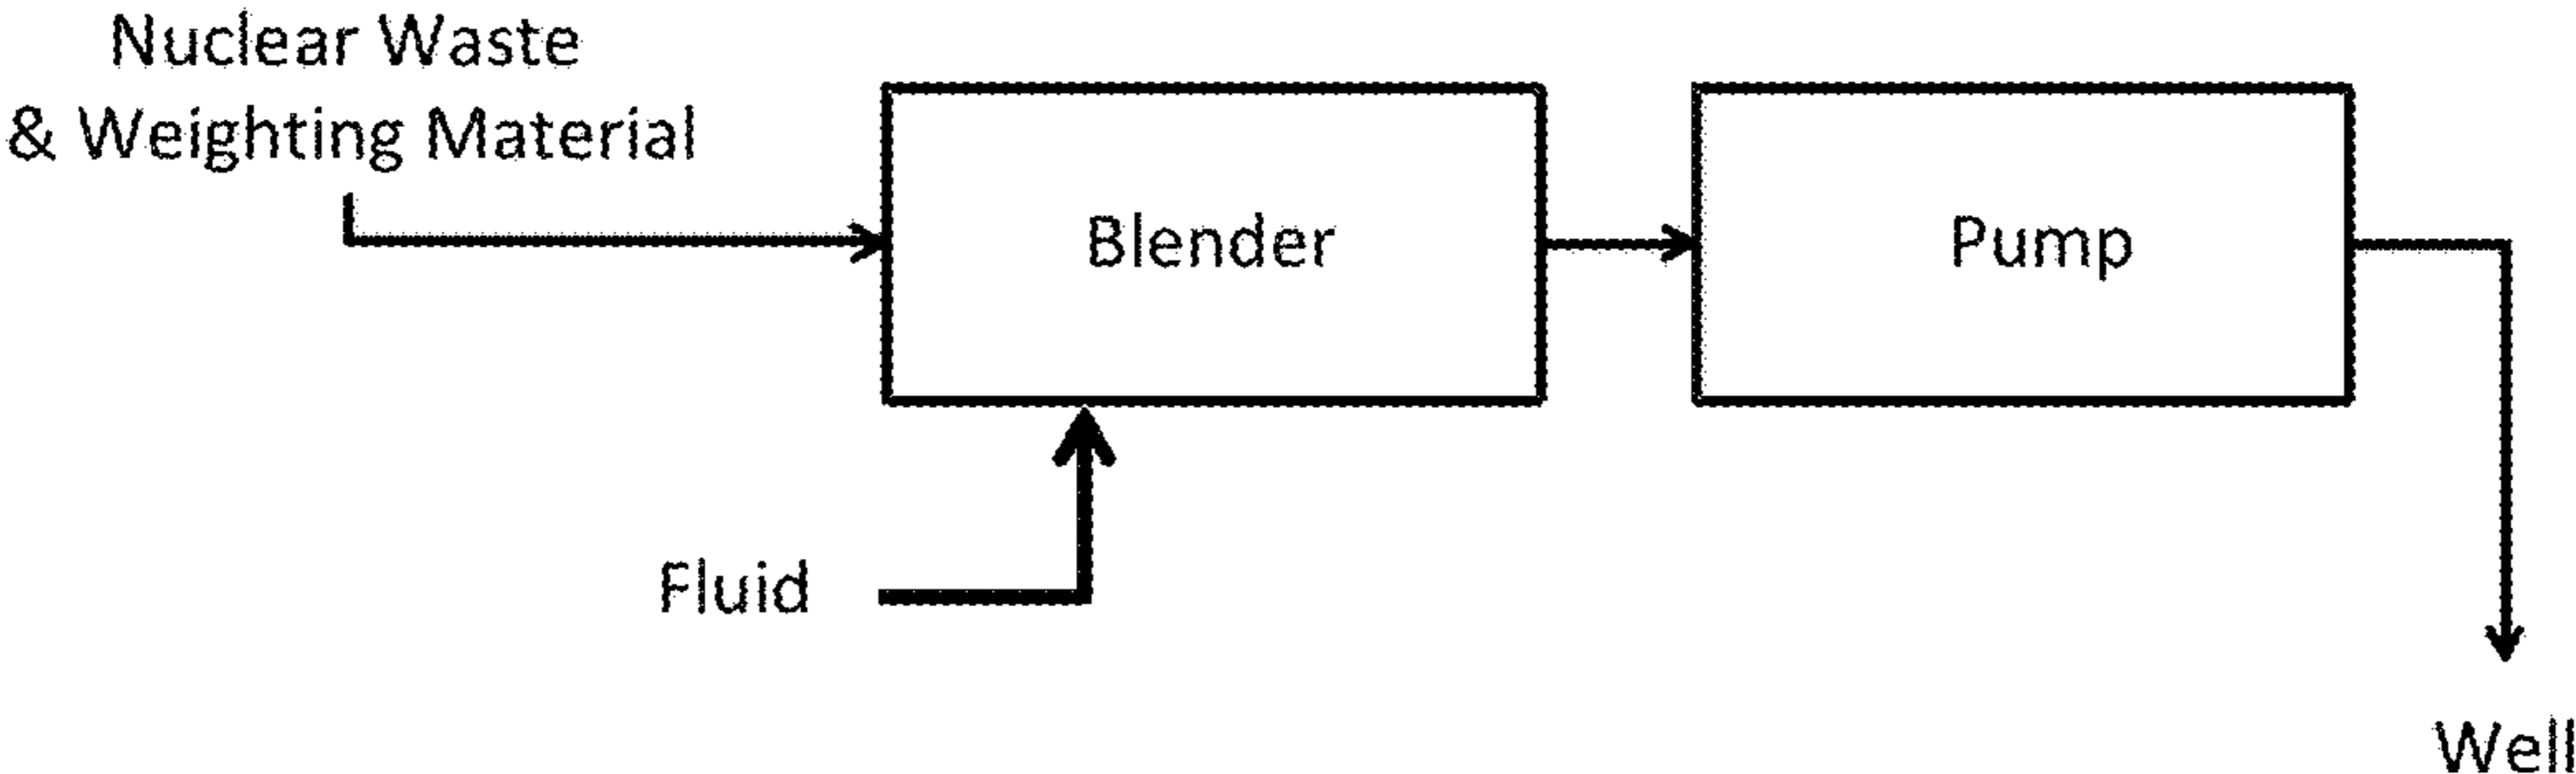 Nuclear Waste
& Weighting Material
Blender
Pump
Fluid
Well